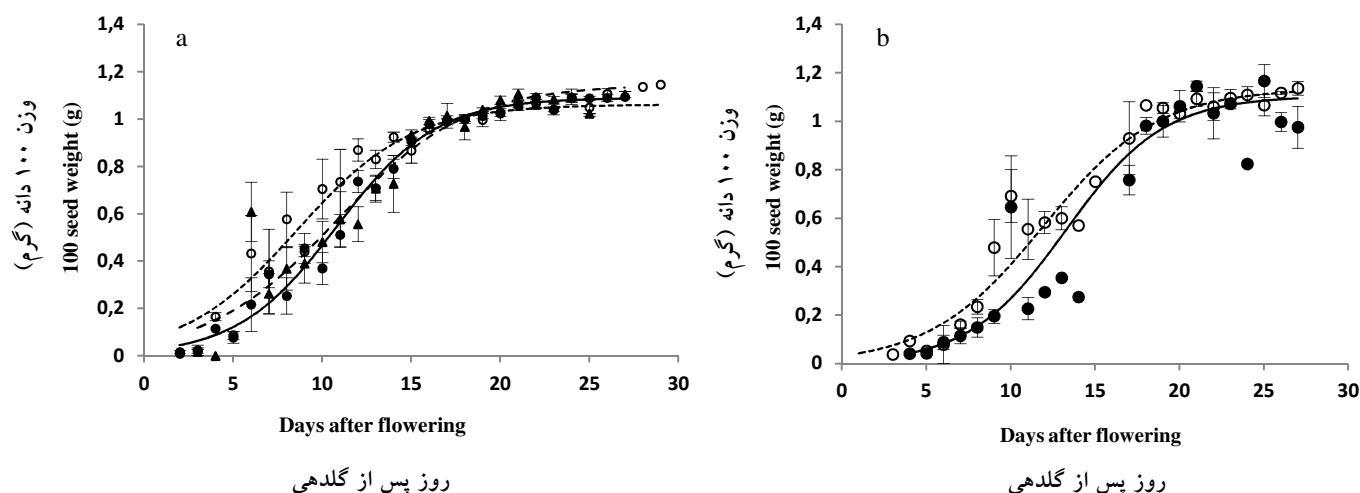 a
1,4
1,2
1
0,8
0,6
0,4
0,2
0
0 5 10 15 20 25 30
وزن ۱۰۰ دانه (گرم)
100 seed weight (g)
Days after flowering
روز پس از گلدهی
b
1,4
1,2
1
0,8
0,6
0,4
0,2
0
0 5 10 15 20 25 30
وزن ۱۰۰ دانه (گرم)
100 seed weight (g)
Days after flowering
روز پس از گلدهی